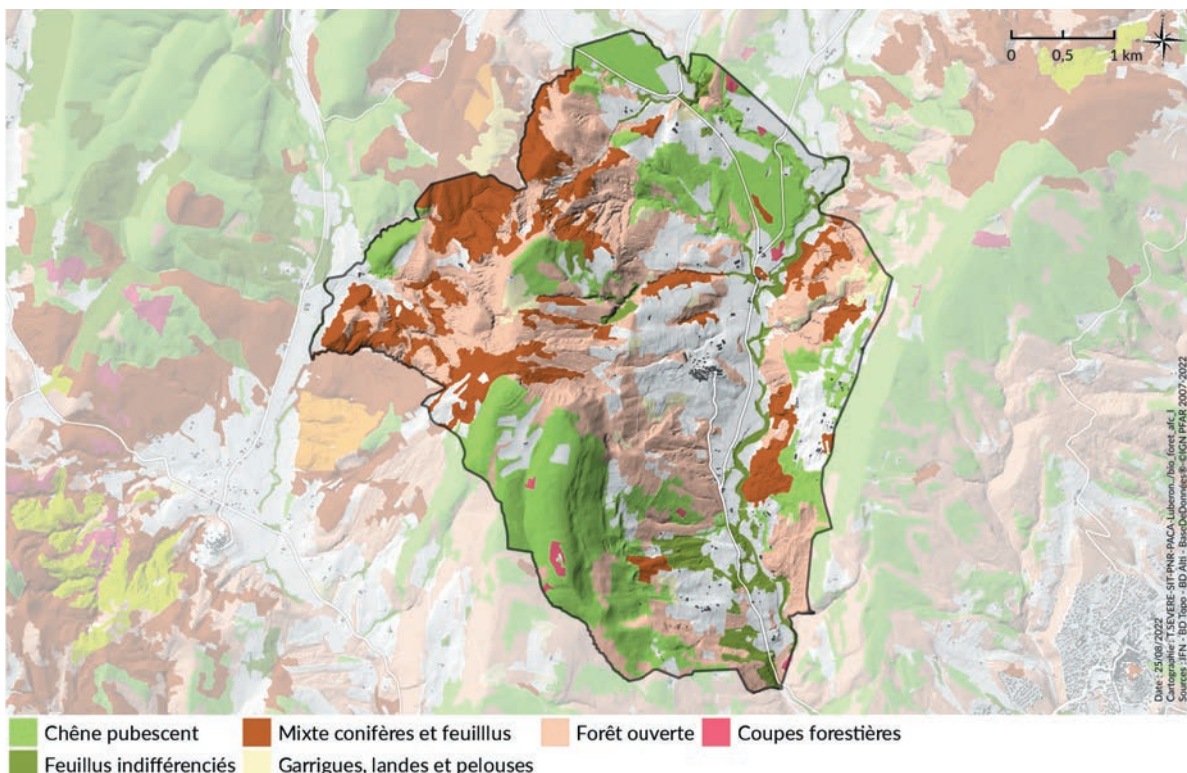 0 0,5 1 km
Date : 25/08/2022
Cartographie : T.SEVERE-SIT-PNR-PACA-Luberon../bio_foret_afc_l
Sources : IFN - BD Topo - BD Alti - BaseDeDonnées® - ©IGN PFAR 2007-2022
Chêne pubescent Mixte conifères et feuilllus Forêt ouverte Coupes forestières
Feuillus indifférenciés Garrigues, landes et pelouses